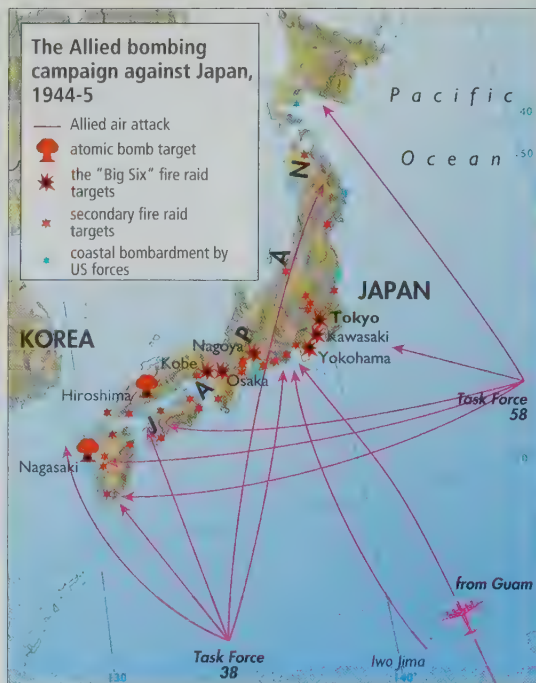 The Allied bombing
campaign against Japan,
1944-5
Allied air attack
atomic bomb target
the "Big Six" fire raid
targets
secondary fire raid
targets
coastal bombardment by
US forces
Pacific
Ocean
40
50
JAPAN
JAPAN
KOREA
Tokyo
Kawasaki
Yokohama
Nagoya
Kobe
Osaka
Hiroshima
Nagasaki
Task Force
58
from Guam
Task Force
38
Iwo Jima
130
140